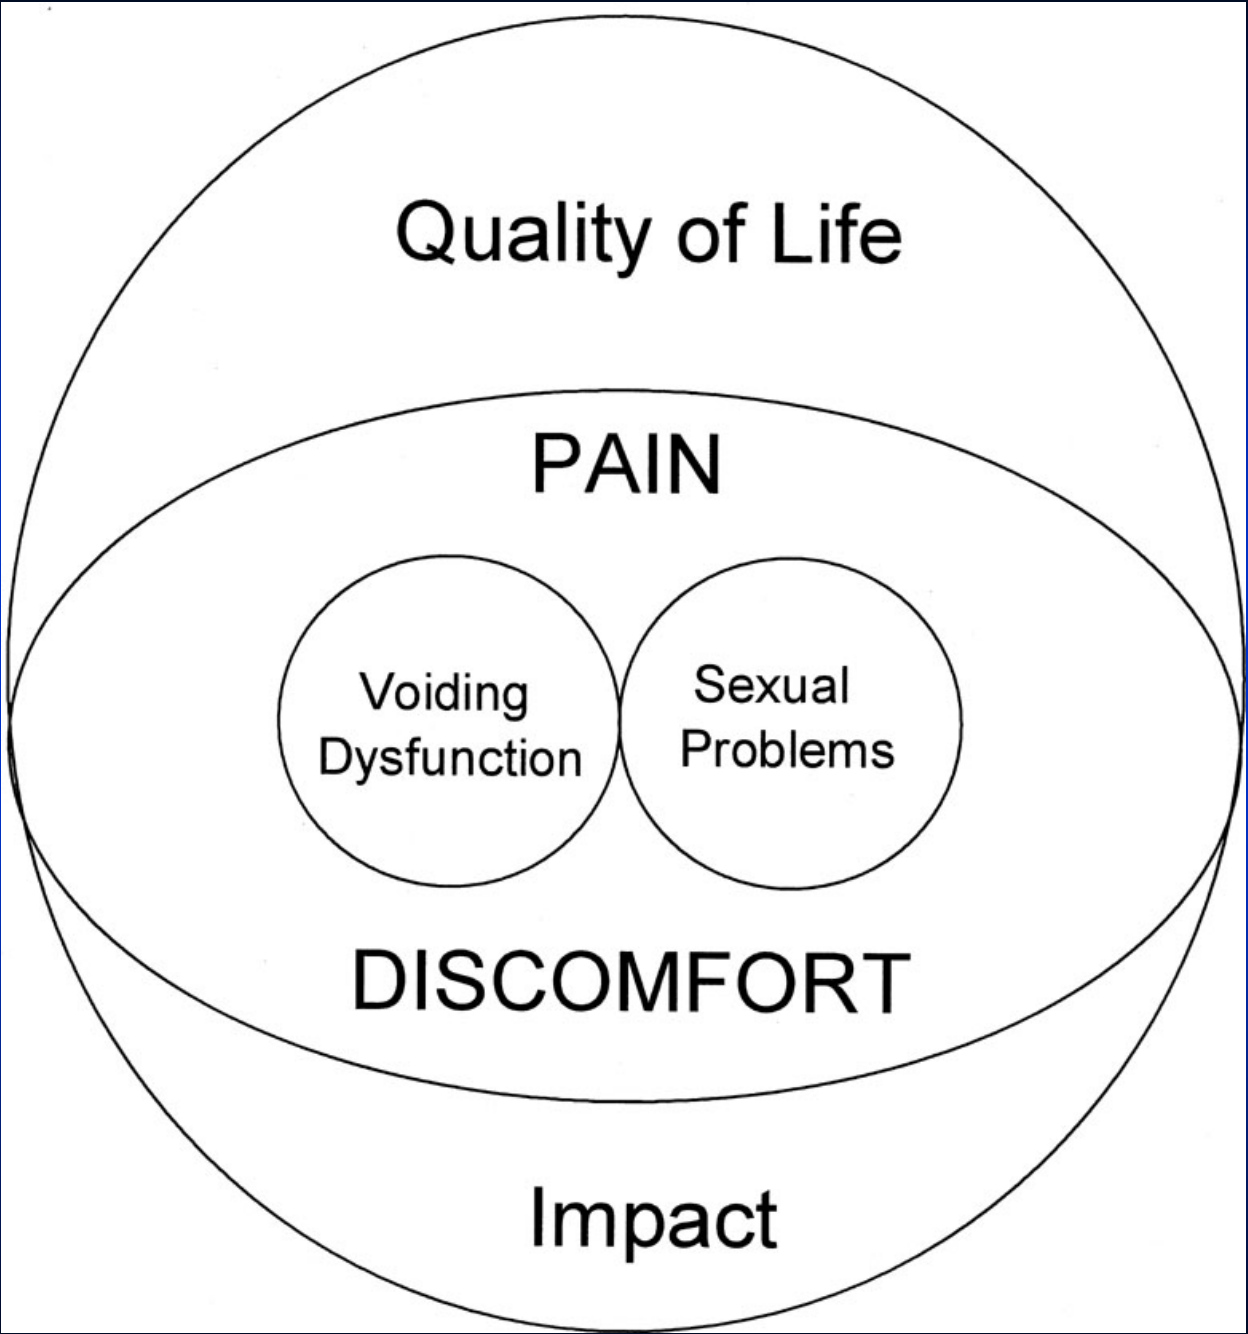 Quality of Life
PAIN
Voiding
Dysfunction
Sexual
Problems
DISCOMFORT
Impact